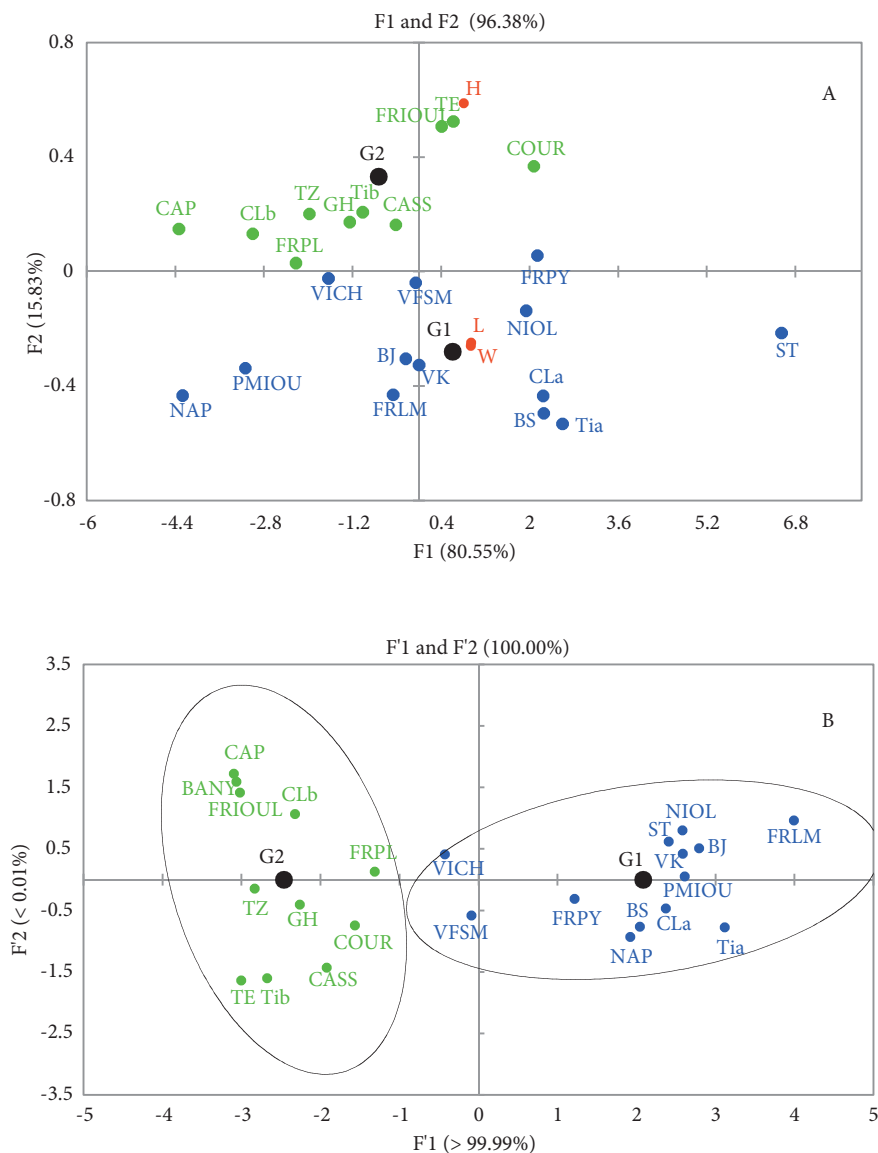 F1 and F2 (96.38%)
A
0.8
0.4
0
-0.4
-0.8
F2 (15.83%)
H
TE
FRIOUL
COUR
G2
TZ
Tib
GH
CASS
CAP
CLb
FRPL
VICH
VFSM
FRPY
NIOL
L
G1
W
ST
BJ
VK
PMIOU
NAP
FRLM
CLa
BS
Tia
-6 -4.4 -2.8 -1.2 0.4 2 3.6 5.2 6.8
F1 (80.55%)
F'1 and F'2 (100.00%)
B
3.5
2.5
1.5
0.5
-0.5
-1.5
-2.5
-3.5
F'2 (< 0.01%)
CAP
BANY
FRIOUL
CLb
G2
FRPL
TZ
GH
COUR
CASS
TE Tib
NIOL
ST
BJ
FRLM
G1
VK
VICH
PMIOU
FRPY
BS
CLa
VFSM
NAP
Tia
-5 -4 -3 -2 -1 0 1 2 3 4 5
F'1 (> 99.99%)